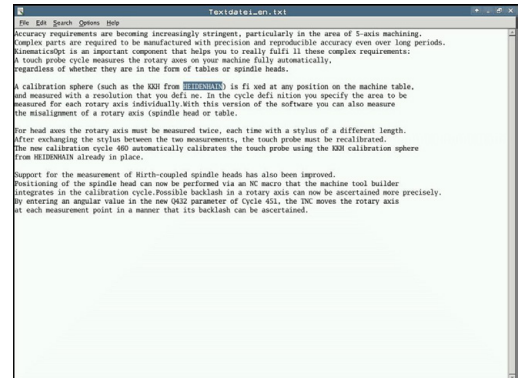 Textdatei_en.txt
File Edit Search Options Help
Accuracy requirements are becoming increasingly stringent, particularly in the area of 5-axis machining.
Complex parts are required to be manufactured with precision and reproducible accuracy even over long periods.
KinematicsOpt is an important component that helps you to really fulfi ll these complex requirements:
A touch probe cycle measures the rotary axes on your machine fully automatically,
regardless of whether they are in the form of tables or spindle heads.
A calibration sphere (such as the KKH from HEIDENHAIN) is fi xed at any position on the machine table,
and measured with a resolution that you defi ne. In the cycle defi nition you specify the area to be
measured for each rotary axis individually.With this version of the software you can also measure
the misalignment of a rotary axis (spindle head or table.
For head axes the rotary axis must be measured twice, each time with a stylus of a different length.
After exchanging the stylus between the two measurements, the touch probe must be recalibrated.
The new calibration cycle 460 automatically calibrates the touch probe using the KKH calibration sphere
from HEIDENHAIN already in place.
Support for the measurement of Hirth-coupled spindle heads has also been improved.
Positioning of the spindle head can now be performed via an NC macro that the machine tool builder
integrates in the calibration cycle.Possible backlash in a rotary axis can now be ascertained more precisely.
By entering an angular value in the new Q432 parameter of Cycle 451, the TNC moves the rotary axis
at each measurement point in a manner that its backlash can be ascertained.